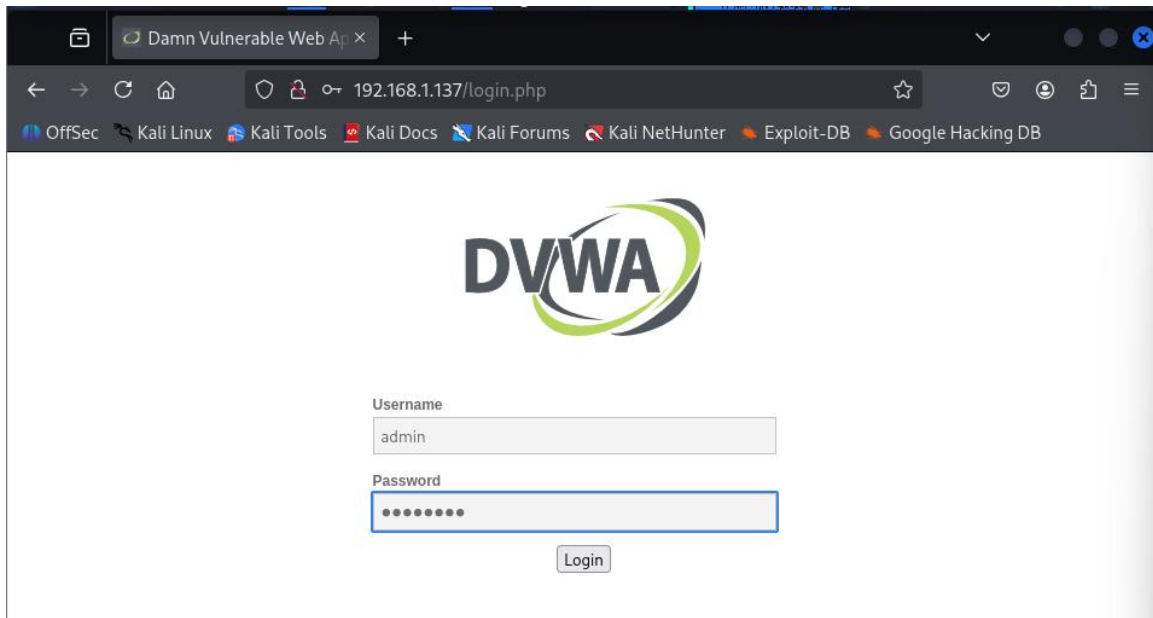 Damn Vulnerable Web Ap
192.168.1.137/login.php
OffSec Kali Linux Kali Tools Kali Docs Kali Forums Kali NetHunter Exploit-DB Google Hacking DB
DVWA
Username
admin
Password
Login